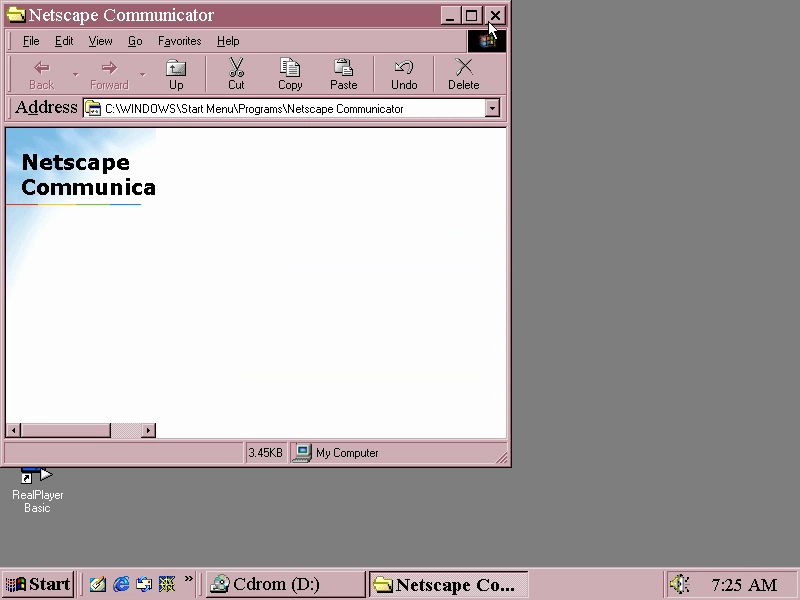 Netscape Communicator
File Edit View Go Favorites Help
Back Forward Up Cut Copy Paste Undo Delete
Address C:\WINDOWS\Start Menu\Programs\Netscape Communicator
Netscape
Communica
3.45KB My Computer
RealPlayer
Basic
Start » Cdrom (D:) Netscape Co... 7:25 AM